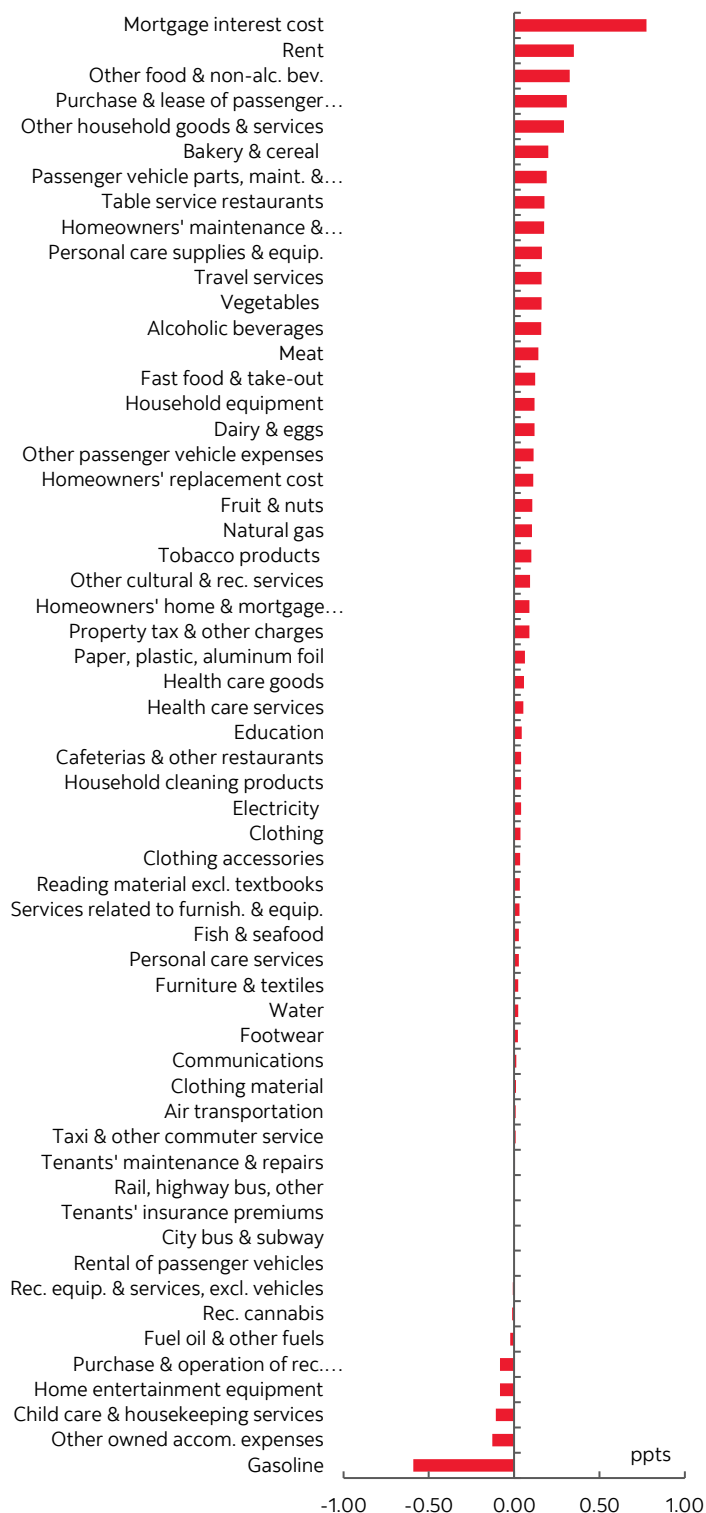 Mortgage interest cost
Rent
Other food & non-alc. bev.
Purchase & lease of passenger…
Other household goods & services
Bakery & cereal
Passenger vehicle parts, maint. &…
Table service restaurants
Homeowners' maintenance &…
Personal care supplies & equip.
Travel services
Vegetables
Alcoholic beverages
Meat
Fast food & take-out
Household equipment
Dairy & eggs
Other passenger vehicle expenses
Homeowners' replacement cost
Fruit & nuts
Natural gas
Tobacco products
Other cultural & rec. services
Homeowners' home & mortgage…
Property tax & other charges
Paper, plastic, aluminum foil
Health care goods
Health care services
Education
Cafeterias & other restaurants
Household cleaning products
Electricity
Clothing
Clothing accessories
Reading material excl. textbooks
Services related to furnish. & equip.
Fish & seafood
Personal care services
Furniture & textiles
Water
Footwear
Communications
Clothing material
Air transportation
Taxi & other commuter service
Tenants' maintenance & repairs
Rail, highway bus, other
Tenants' insurance premiums
City bus & subway
Rental of passenger vehicles
Rec. equip. & services, excl. vehicles
Rec. cannabis
Fuel oil & other fuels
Purchase & operation of rec.…
Home entertainment equipment
Child care & housekeeping services
Other owned accom. expenses
Gasoline
ppts
-1.00 -0.50 0.00 0.50 1.00